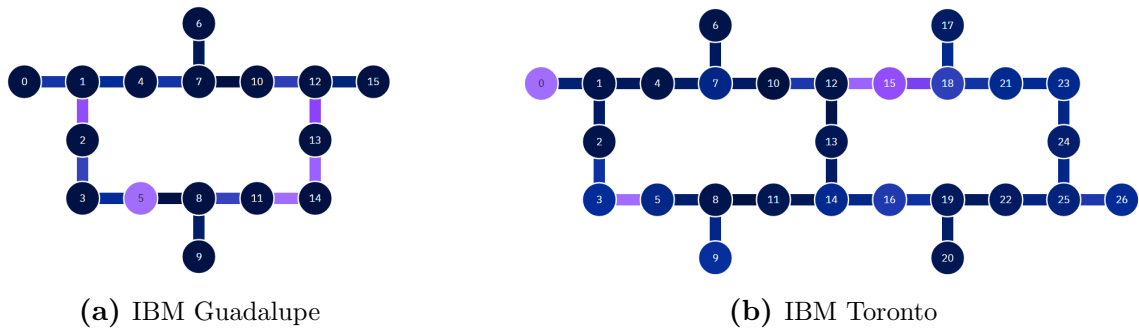 6
0 1 4 7 10 12 15
2 13
3 5 8 11 14
9
(a) IBM Guadalupe
6 17
0 1 4 7 10 12 15 18 21 23
2 13 24
3 5 8 11 14 16 19 22 25 26
9 20
(b) IBM Toronto